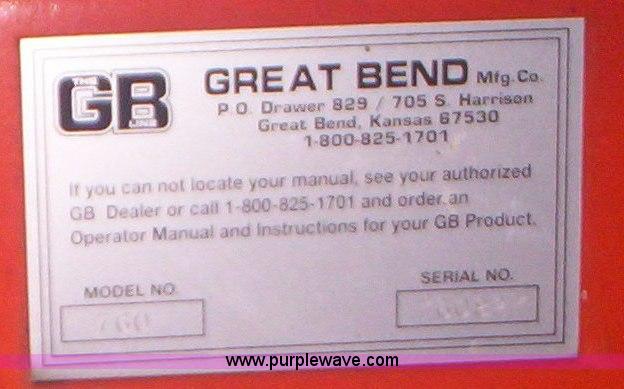 THE
GB
LINE
GREAT BEND Mfg. Co.
P.O. Drawer 829 / 705 S. Harrison
Great Bend, Kansas 67530
1-800-825-1701
If you can not locate your manual, see your authorized
GB Dealer or call 1-800-825-1701 and order an
Operator Manual and Instructions for your GB Product.
MODEL NO.
SERIAL NO.
www.purplewave.com